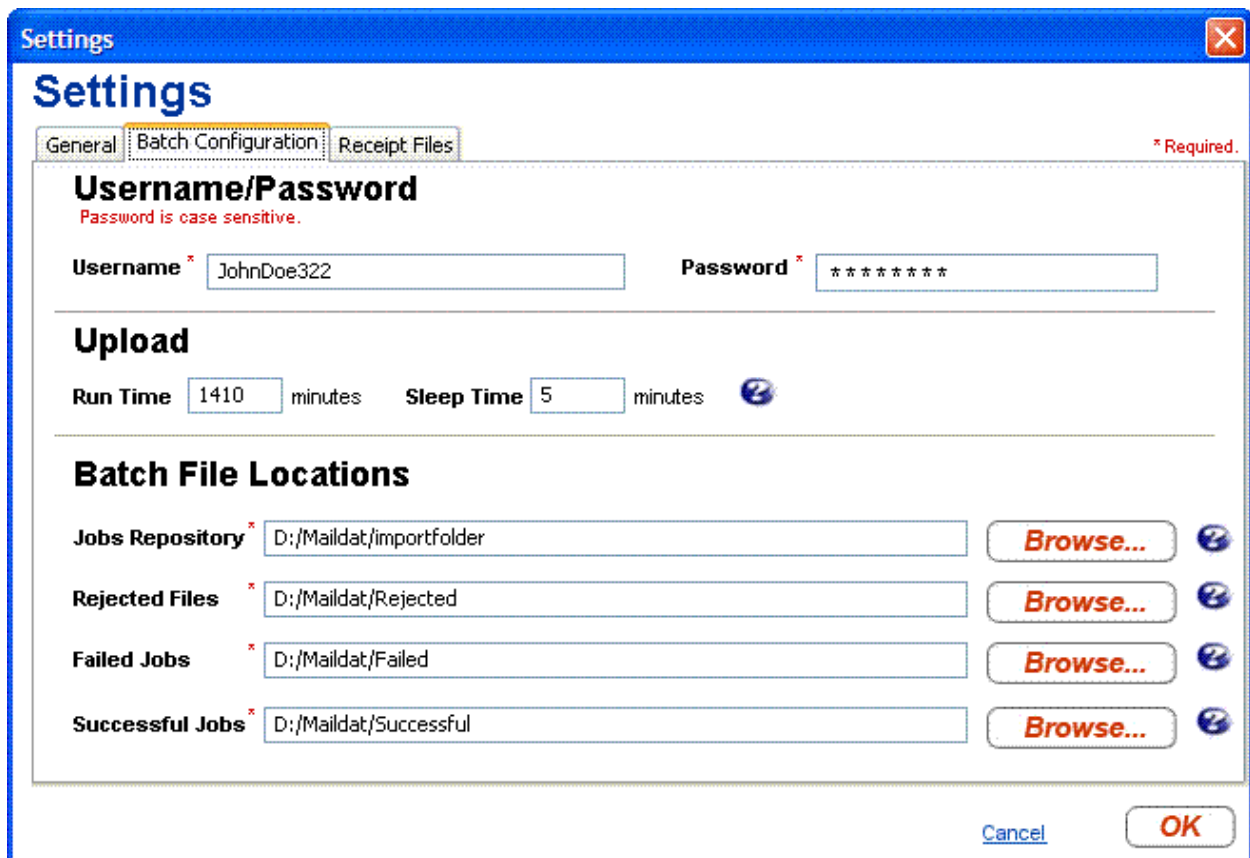 Settings
Settings
General Batch Configuration Receipt Files * Required.
Username/Password
Password is case sensitive.
Username * JohnDoe322 Password * ********
Upload
Run Time 1410 minutes Sleep Time 5 minutes ?
Batch File Locations
Jobs Repository * D:/Maildat/importfolder Browse... ?
Rejected Files * D:/Maildat/Rejected Browse... ?
Failed Jobs * D:/Maildat/Failed Browse... ?
Successful Jobs * D:/Maildat/Successful Browse... ?
Cancel OK